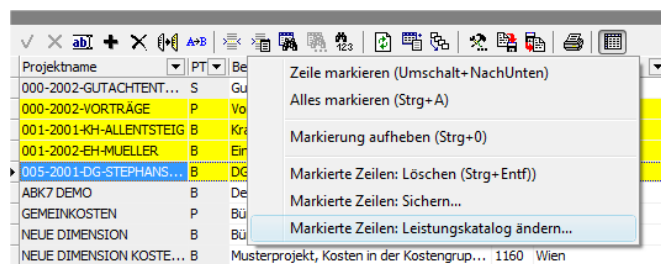 abI A→B 123
Projektname PT Be
000-2002-GUTACHTENT... S Gu
000-2002-VORTRÄGE P Vo
001-2001-KH-ALLENTSTEIG B Kra
001-2002-EH-MUELLER B Ein
005-2001-DG-STEPHANS... B DG
ABK7 DEMO B De
GEMEINKOSTEN P Bü
NEUE DIMENSION B Bü
NEUE DIMENSION KOSTE... B Musterprojekt, Kosten in der Kostengrup... 1160 Wien
Zeile markieren (Umschalt+NachUnten)
Alles markieren (Strg+A)
Markierung aufheben (Strg+0)
Markierte Zeilen: Löschen (Strg+Entf))
Markierte Zeilen: Sichern...
Markierte Zeilen: Leistungskatalog ändern...